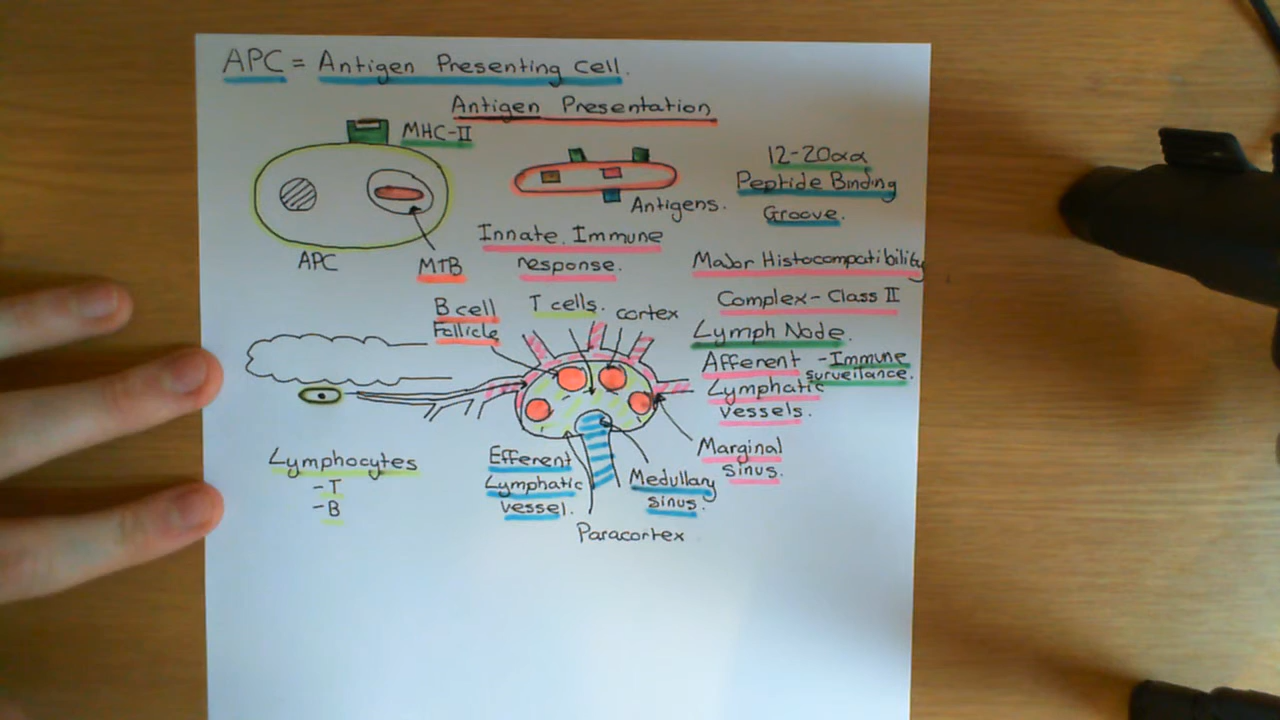 APC = Antigen Presenting Cell.
Antigen Presentation
MHC-II
12-20aa
Peptide Binding
Groove.
Antigens.
APC
MTB
Innate Immune
response.
Major Histocompatibility
Complex - Class II
B cell
Follicle
T cells.
cortex
Lymph Node
Afferent
Lymphatic
vessels.
- Immune
surveillance.
Marginal
sinus.
Lymphocytes
- T
- B
Efferent
Lymphatic
vessel.
Medullary
sinus.
Paracortex